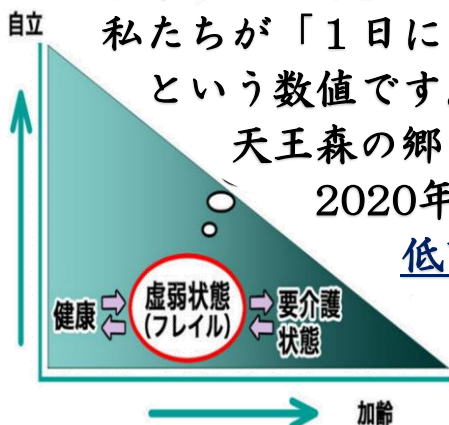 自立
私たちが「１日に
という数値です。
天王森の郷
2020年
健康
虚弱状態
(フレイル)
要介護
状態
加齢